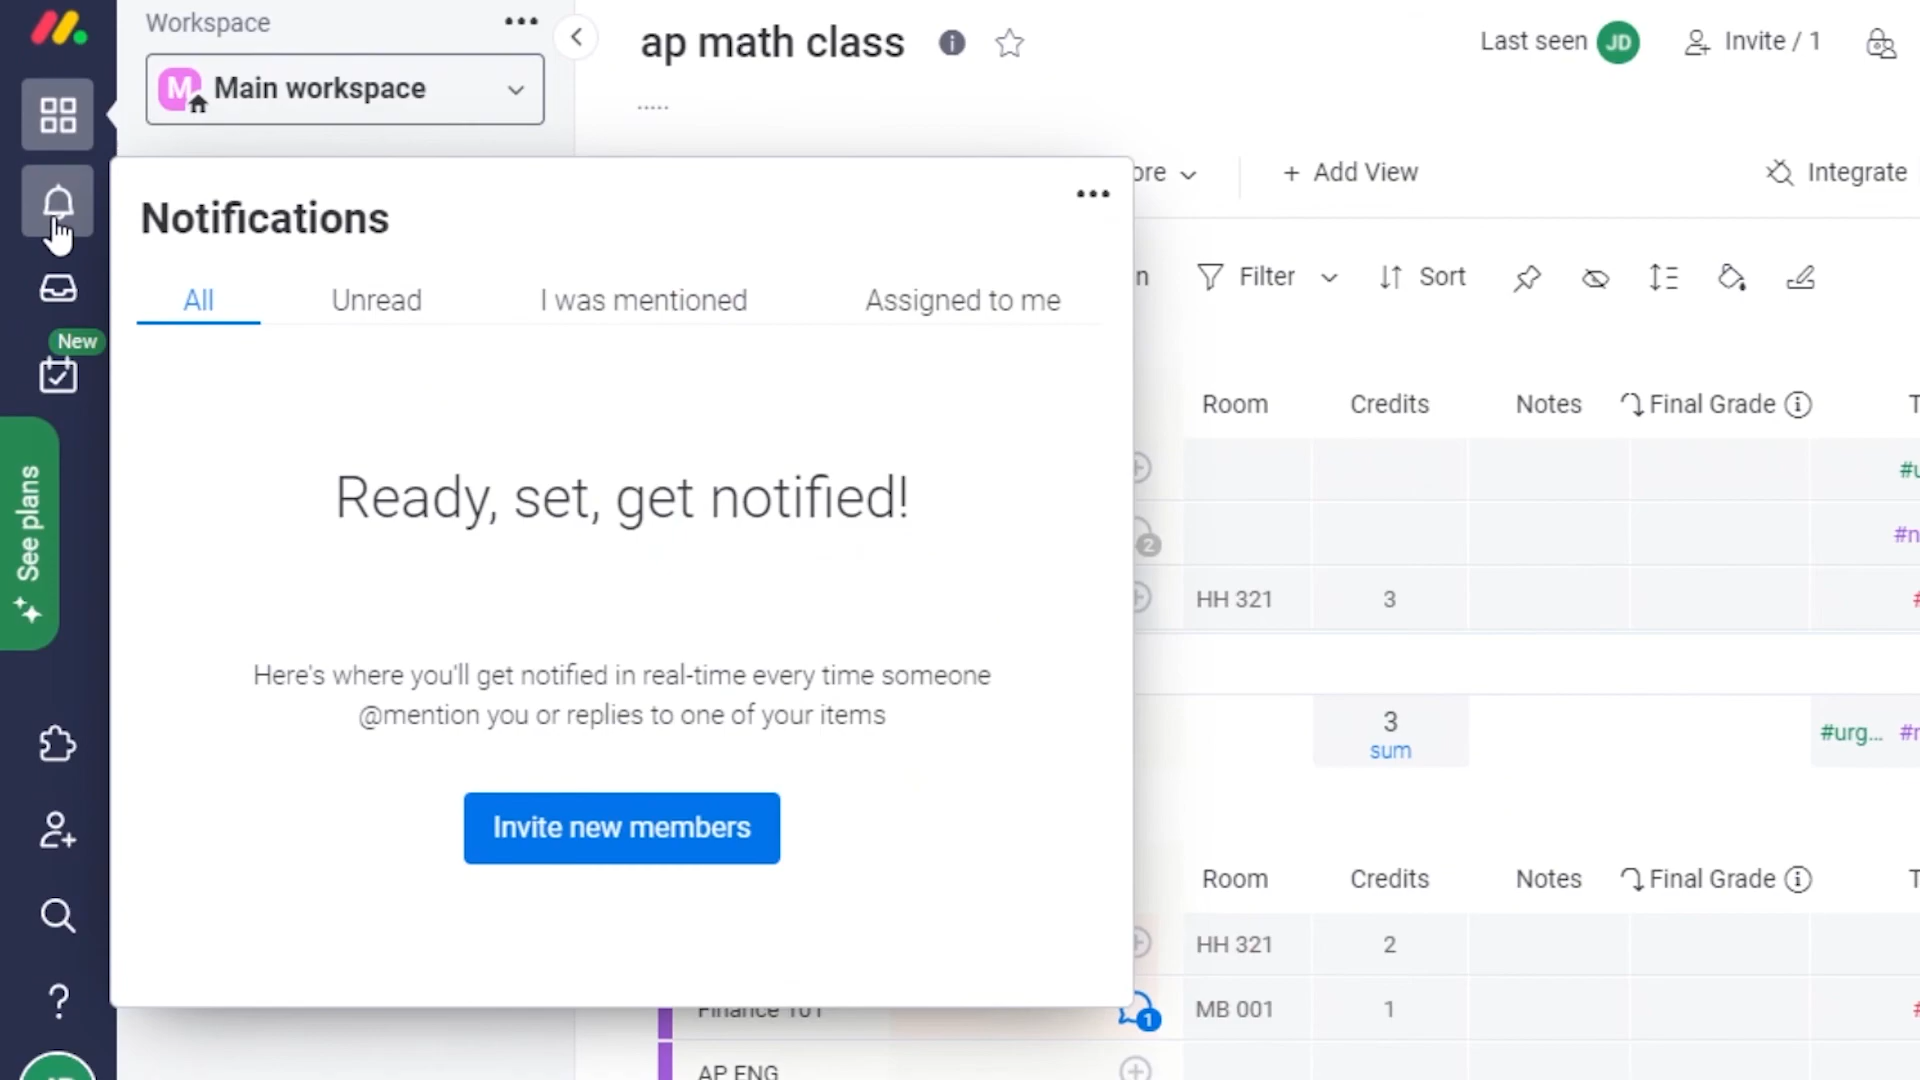 Workspace
M Main workspace
ap math class
Last seen JD
Invite / 1
Notifications
All
Unread
I was mentioned
Assigned to me
Ready, set, get notified!
Here's where you'll get notified in real-time every time someone
@mention you or replies to one of your items
Invite new members
New
See plans
ore
+ Add View
Integrate
n
Filter
Sort
Room Credits Notes Final Grade T
#u
2 #n
HH 321 3 #
3
sum
#urg...
Room Credits Notes Final Grade T
HH 321 2
Finance 101 1 MB 001 1 #
AP ENG